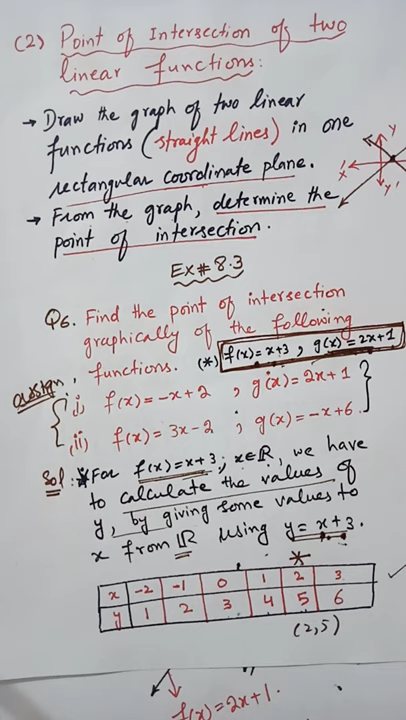 (2) Point of Intersection of two
linear functions:
→ Draw the graph of two linear
functions (straight lines) in one
rectangular coordinate plane.
→ From the graph, determine the
point of intersection.
Y
X'
Y'
Ex # 8.3
Q6. Find the point of intersection
graphically of the following
functions. (*) f(x) = x+3 , g(x) = 2x+1
assign,
(i) f(x) = -x+2 , g(x) = 2x+1
(ii) f(x) = 3x-2 ; g(x) = -x+6.
Sol: * For f(x) = x+3; x∈ℝ, we have
to calculate the values of
y, by giving some values to
x from ℝ using y = x+3.
*
x -2 -1 0 1 2 3
y 1 2 3 4 5 6
(2,5)
f(x) = 2x+1.